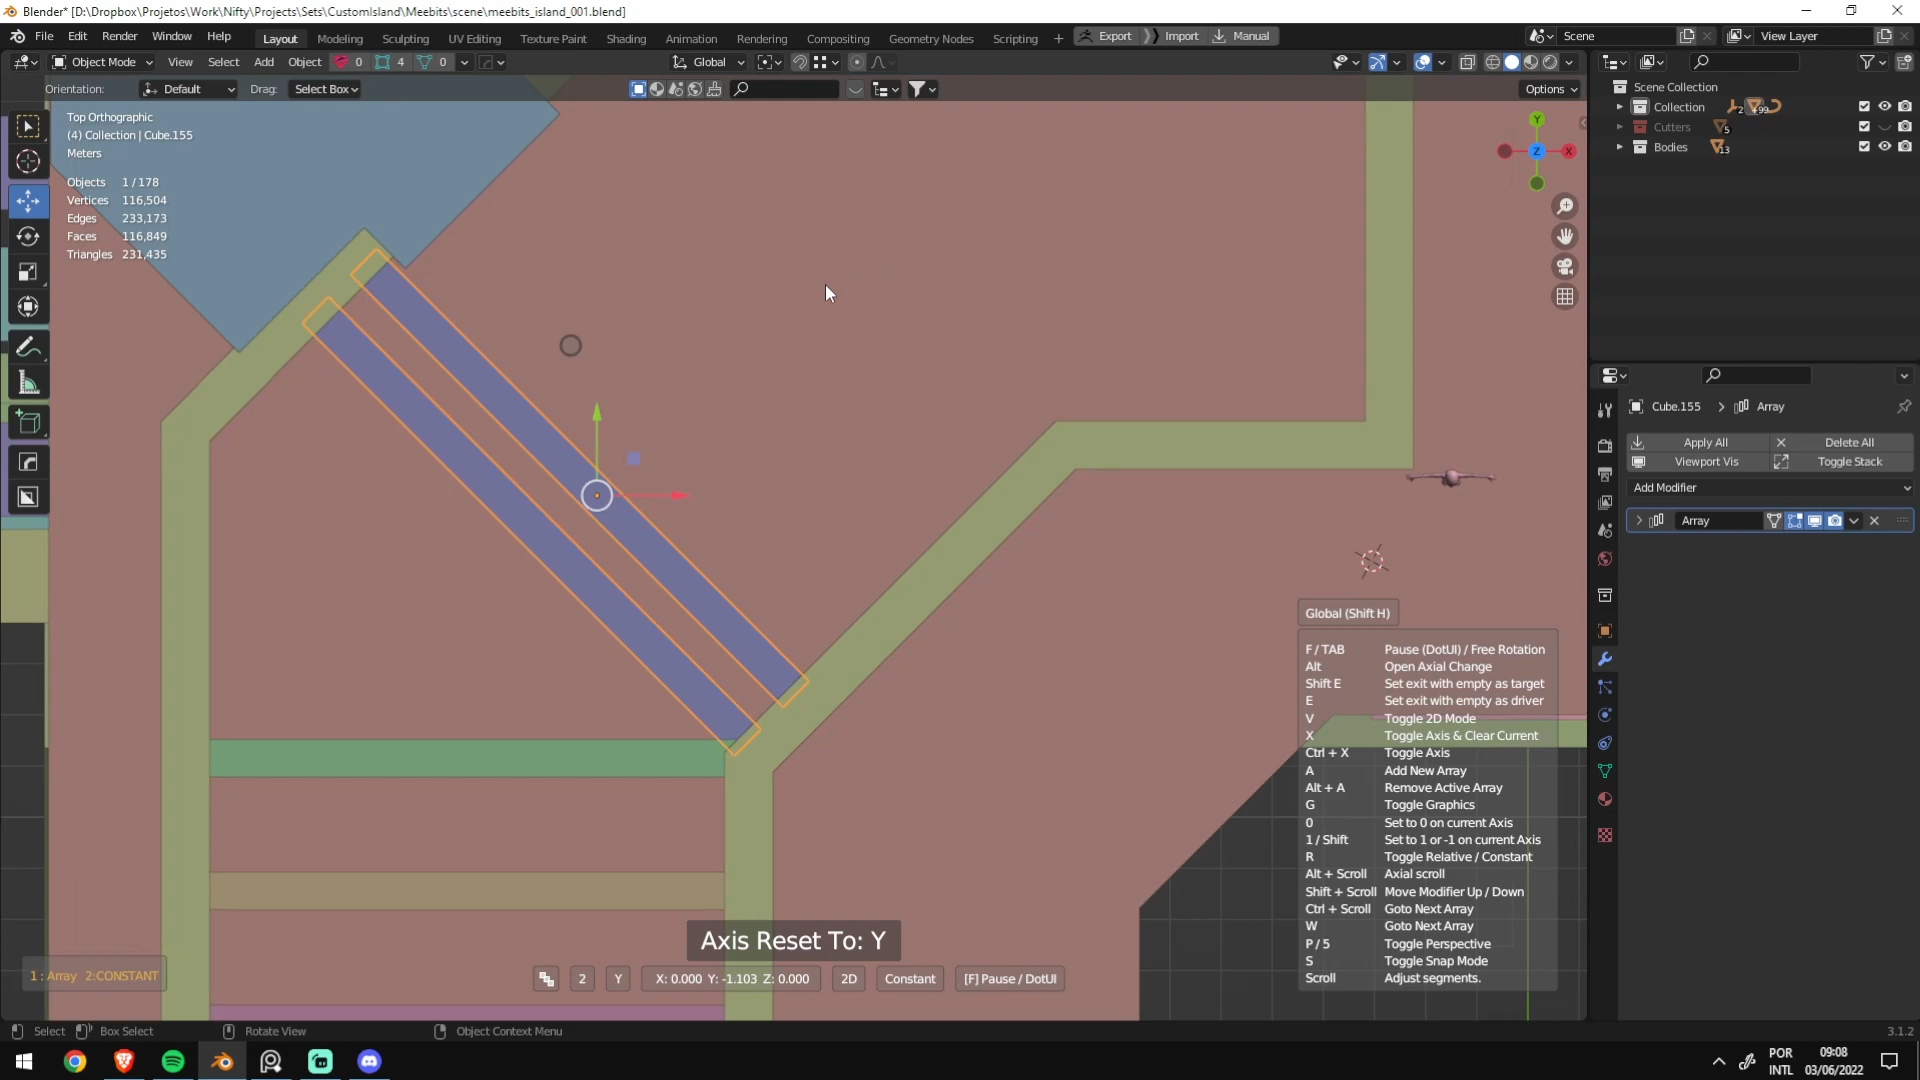 Blender* [D:\Dropbox\Projetos\Work\Nifty\Projects\Sets\CustomIsland\Meebits\scene\meebits_island_001.blend]
File Edit Render Window Help Layout Modeling Sculpting UV Editing Texture Paint Shading Animation Rendering Compositing Geometry Nodes Scripting + Export Import Manual Scene View Layer
Object Mode View Select Add Object 0 4 0 Global
Orientation: Default Drag: Select Box Options
Scene Collection
Collection 2 99
Cutters 5
Bodies 13
Top Orthographic
(4) Collection | Cube.155
Meters
Objects 1/178
Vertices 116,504
Edges 233,173
Faces 116,849
Triangles 231,435
Y
Z
X
Cube.155 > Array
Apply All Delete All
Viewport Vis Toggle Stack
Add Modifier
Array
Global (Shift H)
F / TAB Pause (DotUI) / Free Rotation
Alt Open Axial Change
Shift E Set exit with empty as target
E Set exit with empty as driver
V Toggle 2D Mode
X Toggle Axis & Clear Current
Ctrl + X Toggle Axis
A Add New Array
Alt + A Remove Active Array
G Toggle Graphics
0 Set to 0 on current Axis
1 / Shift Set to 1 or -1 on current Axis
R Toggle Relative / Constant
Alt + Scroll Axial scroll
Shift + Scroll Move Modifier Up / Down
Ctrl + Scroll Goto Next Array
W Goto Next Array
P / 5 Toggle Perspective
S Toggle Snap Mode
Scroll Adjust segments.
Axis Reset To: Y
1 : Array 2:CONSTANT
2 Y X: 0.000 Y: -1.103 Z: 0.000 2D Constant [F] Pause / DotUI
Select Box Select Rotate View Object Context Menu 3.1.2
POR
INTL
09:08
03/06/2022